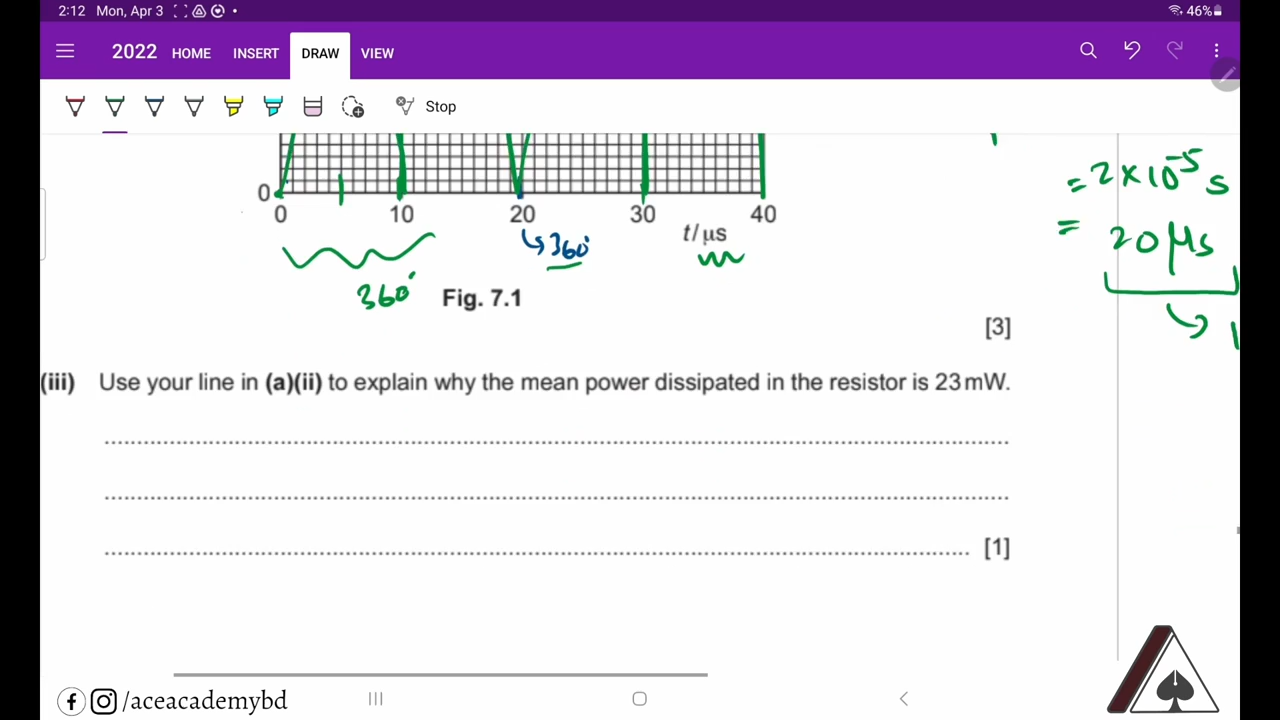 2:12 Mon, Apr 3 46%
2022 HOME INSERT DRAW VIEW
Stop
= 2×10⁻⁵ s
0
0 10 20 30 40
t/µs
= 20 µs
↳ 360°
360°
Fig. 7.1
[3]
(iii) Use your line in (a)(ii) to explain why the mean power dissipated in the resistor is 23 mW.
[1]
/aceacademybd